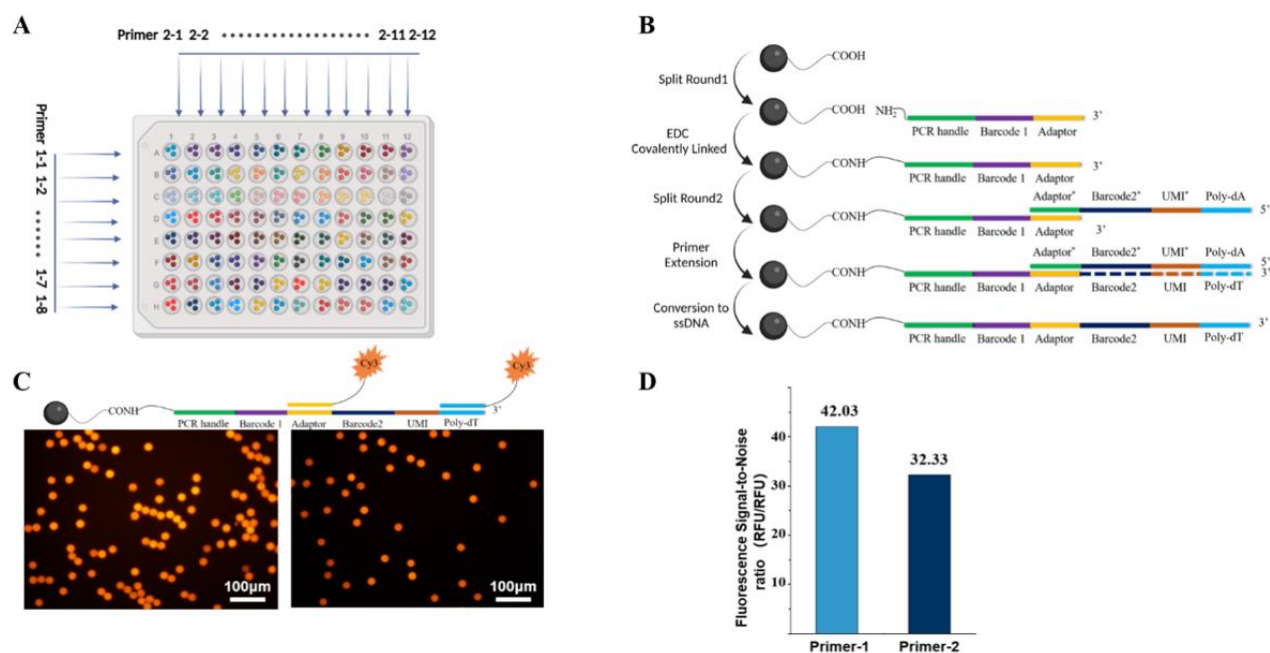 A
Primer 2-1 2-2 2-11 2-12
Primer 1-1
1-2
1-7
1-8
1 2 3 4 5 6 7 8 9 10 11 12
A
B
C
D
E
F
G
H
B
COOH
Split Round1
COOH NH2 3'
PCR handle Barcode 1 Adaptor
EDC
Covalently Linked
CONH 3'
PCR handle Barcode 1 Adaptor
Split Round2
Adaptor* Barcode2* UMI* Poly-dA
CONH 5'
PCR handle Barcode 1 Adaptor 3'
Primer
Extension
Adaptor* Barcode2* UMI* Poly-dA
CONH 5'
3'
PCR handle Barcode 1 Adaptor Barcode2 UMI Poly-dT
Conversion to
ssDNA
CONH 3'
PCR handle Barcode 1 Adaptor Barcode2 UMI Poly-dT
C
Cy3 Cy3
CONH 3'
PCR handle Barcode 1 Adaptor Barcode2 UMI Poly-dT
100μm 100μm
D
Fluorescence Signal-to-Noise
ratio (RFU/RFU)
42.03
32.33
40
30
20
10
Primer-1 Primer-2